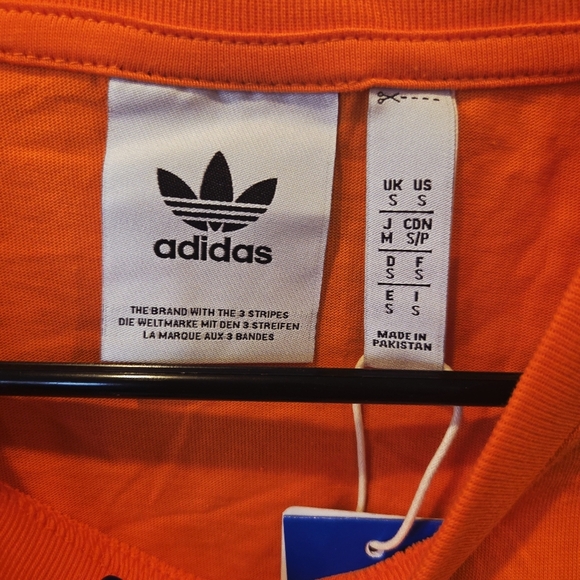 adidas
THE BRAND WITH THE 3 STRIPES
DIE WELTMARKE MIT DEN 3 STREIFEN
LA MARQUE AUX 3 BANDES
UK US
S S
J CDN
M S/P
D F
S S
E I
S S
MADE IN
PAKISTAN